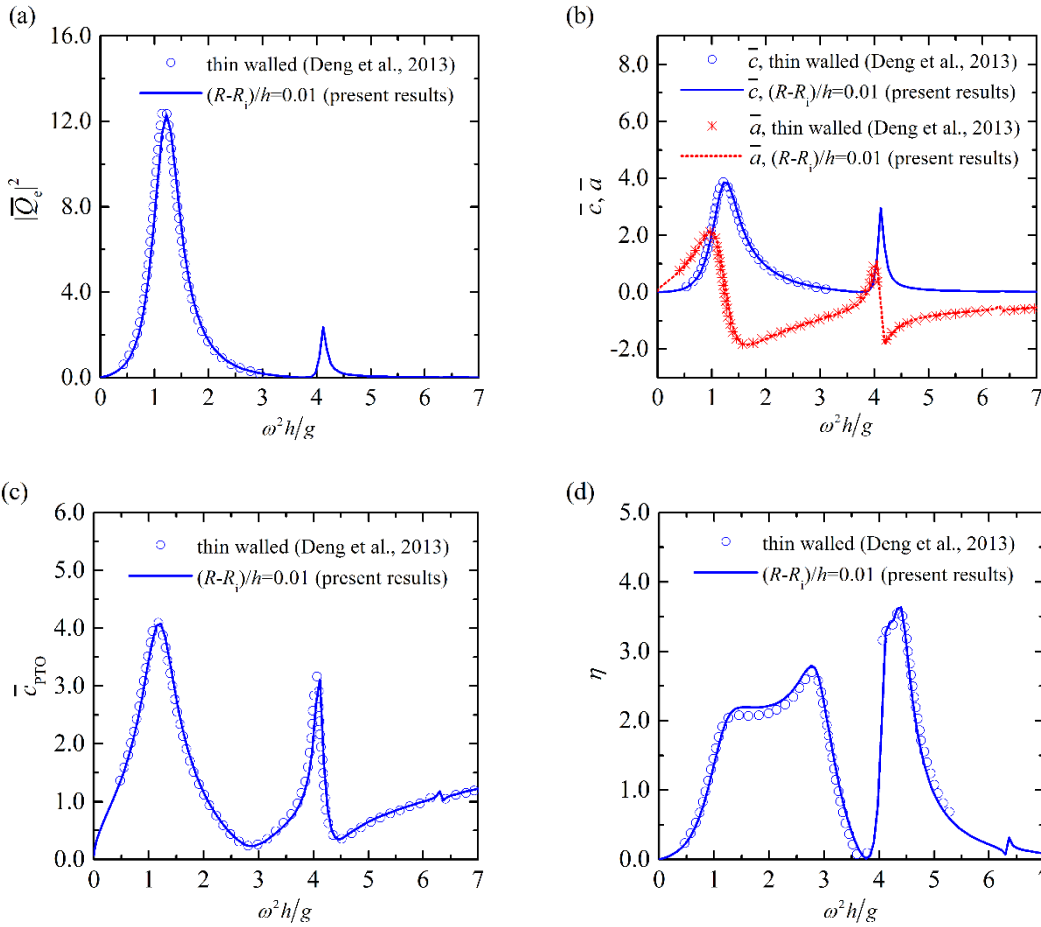 (a)
16.0
12.0
8.0
4.0
0.0
|Q̅e|²
thin walled (Deng et al., 2013)
(R-Ri)/h=0.01 (present results)
0 1 2 3 4 5 6 7
ω²h/g
(b)
8.0
6.0
4.0
2.0
0.0
-2.0
c̅, a̅
c̅, thin walled (Deng et al., 2013)
c̅, (R-Ri)/h=0.01 (present results)
a̅, thin walled (Deng et al., 2013)
a̅, (R-Ri)/h=0.01 (present results)
0 1 2 3 4 5 6 7
ω²h/g
(c)
6.0
5.0
4.0
3.0
2.0
1.0
0.0
c̅PTO
thin walled (Deng et al., 2013)
(R-Ri)/h=0.01 (present results)
0 1 2 3 4 5 6 7
ω²h/g
(d)
5.0
4.0
3.0
2.0
1.0
0.0
η
thin walled (Deng et al., 2013)
(R-Ri)/h=0.01 (present results)
0 1 2 3 4 5 6 7
ω²h/g